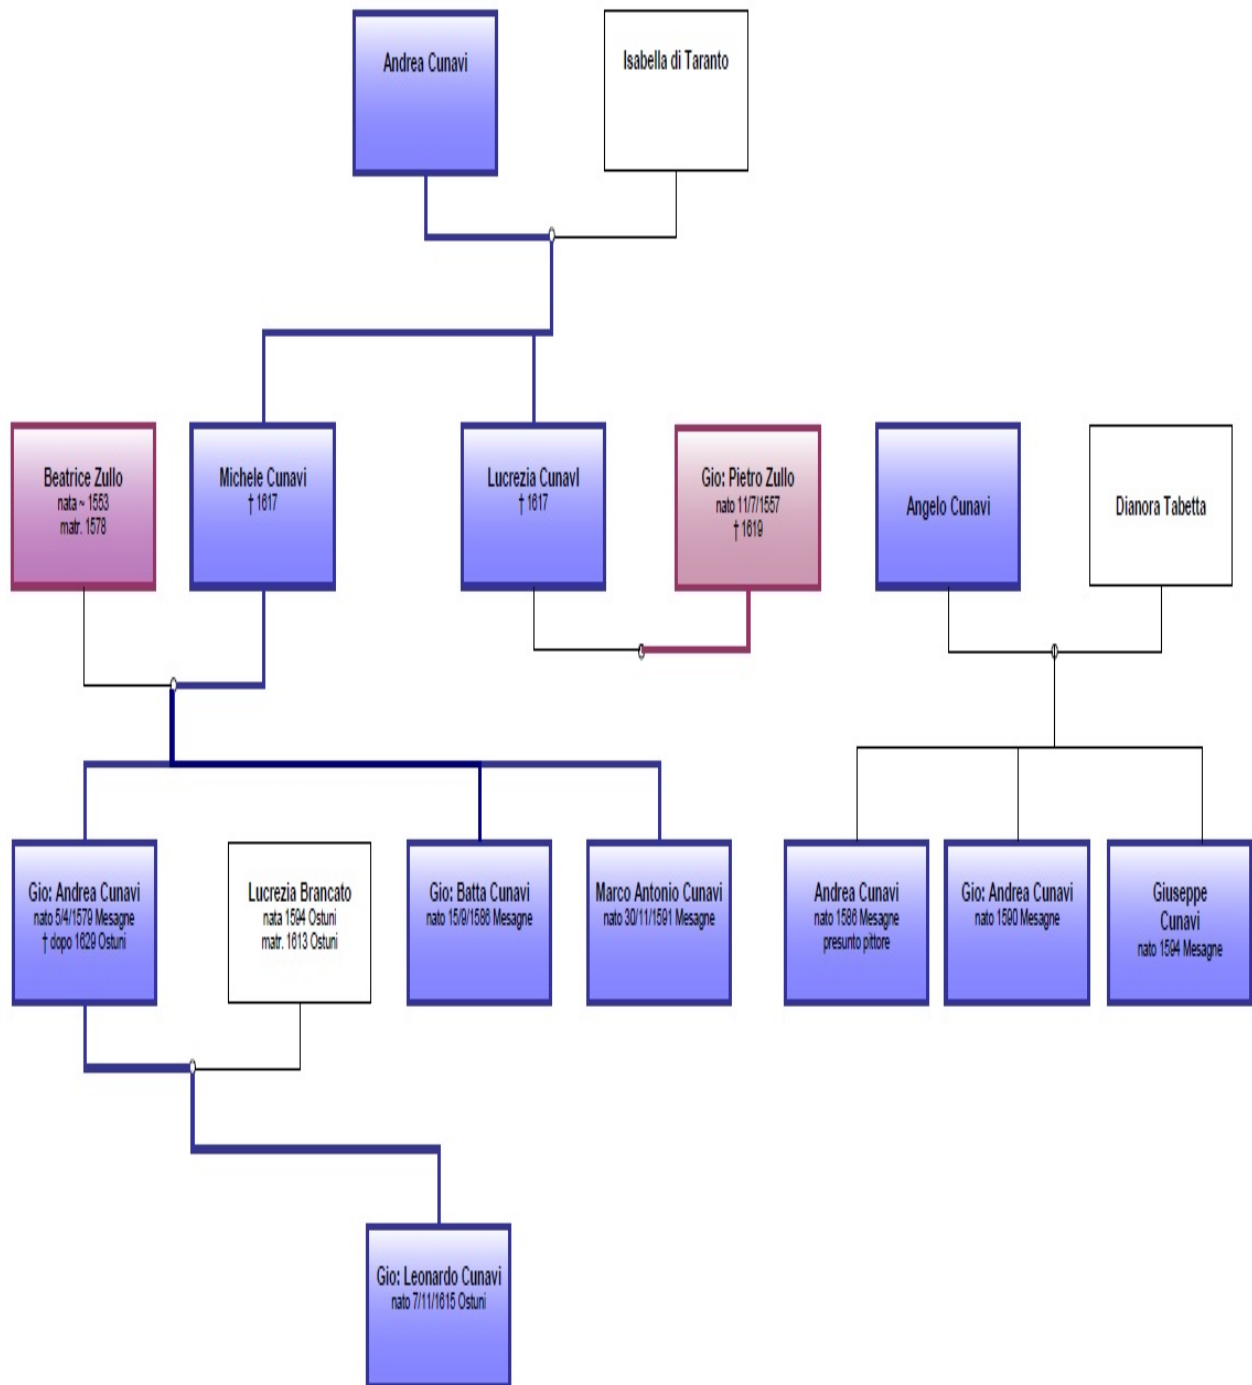 Andrea Cunavi
Isabella di Taranto
Beatrice Zullo
nata ~ 1553
matr. 1578
Michele Cunavi
† 1617
Lucrezia CunavI
† 1617
Gio: Pietro Zullo
nato 11/7/1557
† 1619
Angelo Cunavi
Dianora Tabetta
Gio: Andrea Cunavi
nato 5/4/1579 Mesagne
† dopo 1629 Ostuni
Lucrezia Brancato
nata 1594 Ostuni
matr. 1613 Ostuni
Gio: Batta Cunavi
nato 15/9/1586 Mesagne
Marco Antonio Cunavi
nato 30/11/1591 Mesagne
Andrea Cunavi
nato 1586 Mesagne
presunto pittore
Gio: Andrea Cunavi
nato 1590 Mesagne
Giuseppe
Cunavi
nato 1594 Mesagne
Gio: Leonardo Cunavi
nato 7/11/1615 Ostuni